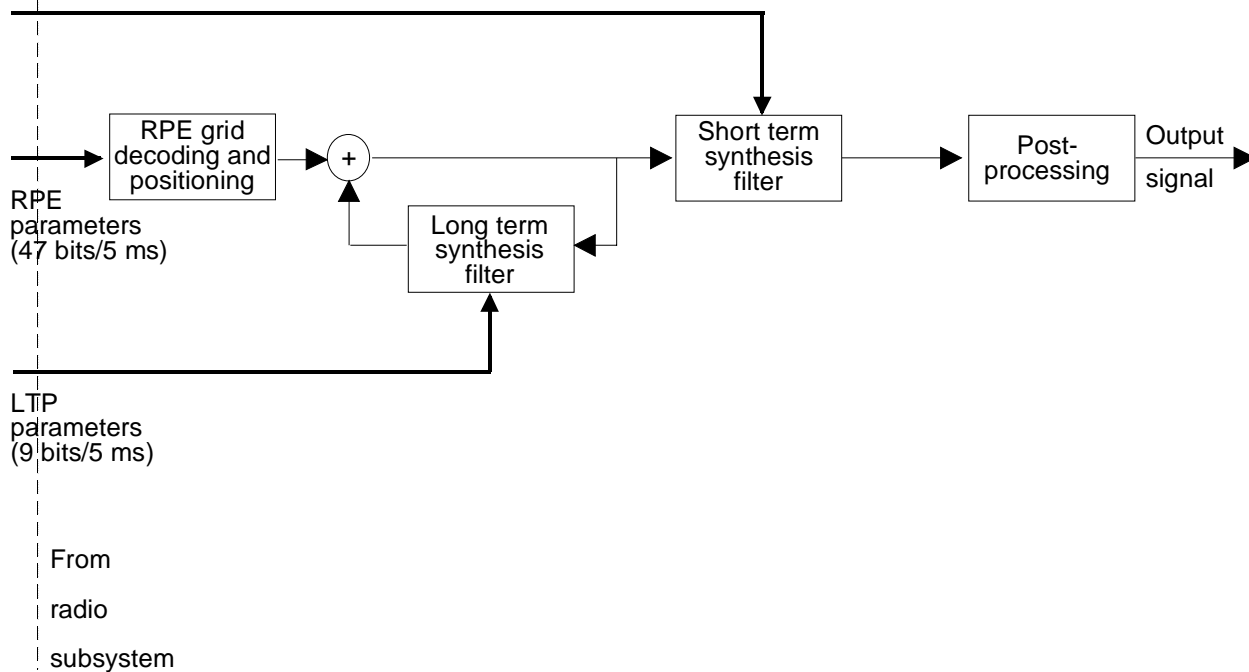 RPE grid
decoding and
positioning
+
Short term
synthesis
filter
Post-
processing
Output
signal
RPE
parameters
(47 bits/5 ms)
Long term
synthesis
filter
LTP
parameters
(9 bits/5 ms)
From
radio
subsystem